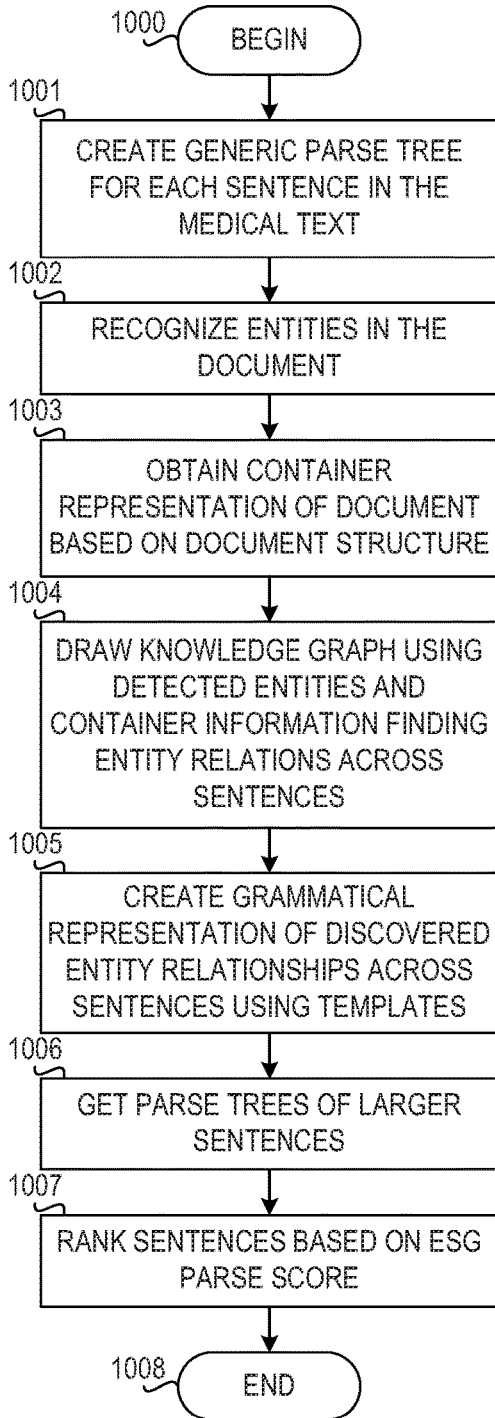 1000
BEGIN
1001
CREATE GENERIC PARSE TREE
FOR EACH SENTENCE IN THE
MEDICAL TEXT
1002
RECOGNIZE ENTITIES IN THE
DOCUMENT
1003
OBTAIN CONTAINER
REPRESENTATION OF DOCUMENT
BASED ON DOCUMENT STRUCTURE
1004
DRAW KNOWLEDGE GRAPH USING
DETECTED ENTITIES AND
CONTAINER INFORMATION FINDING
ENTITY RELATIONS ACROSS
SENTENCES
1005
CREATE GRAMMATICAL
REPRESENTATION OF DISCOVERED
ENTITY RELATIONSHIPS ACROSS
SENTENCES USING TEMPLATES
1006
GET PARSE TREES OF LARGER
SENTENCES
1007
RANK SENTENCES BASED ON ESG
PARSE SCORE
1008
END